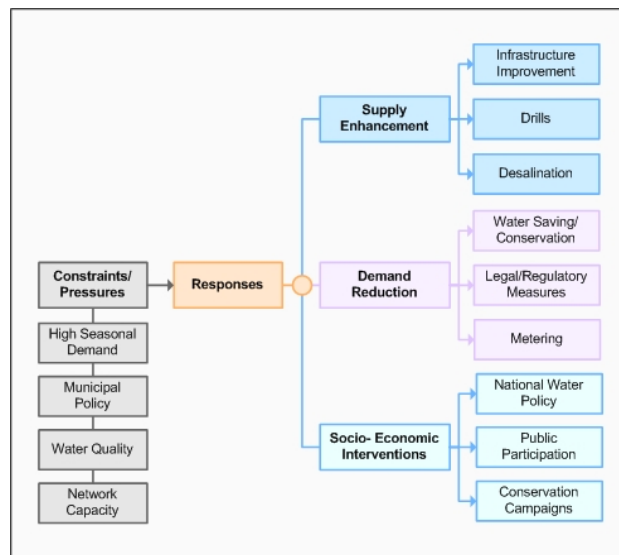 Constraints/
Pressures
High Seasonal
Demand
Municipal
Policy
Water Quality
Network
Capacity
Responses
Supply
Enhancement
Infrastructure
Improvement
Drills
Desalination
Demand
Reduction
Water Saving/
Conservation
Legal/Regulatory
Measures
Metering
Socio- Economic
Interventions
National Water
Policy
Public
Participation
Conservation
Campaigns